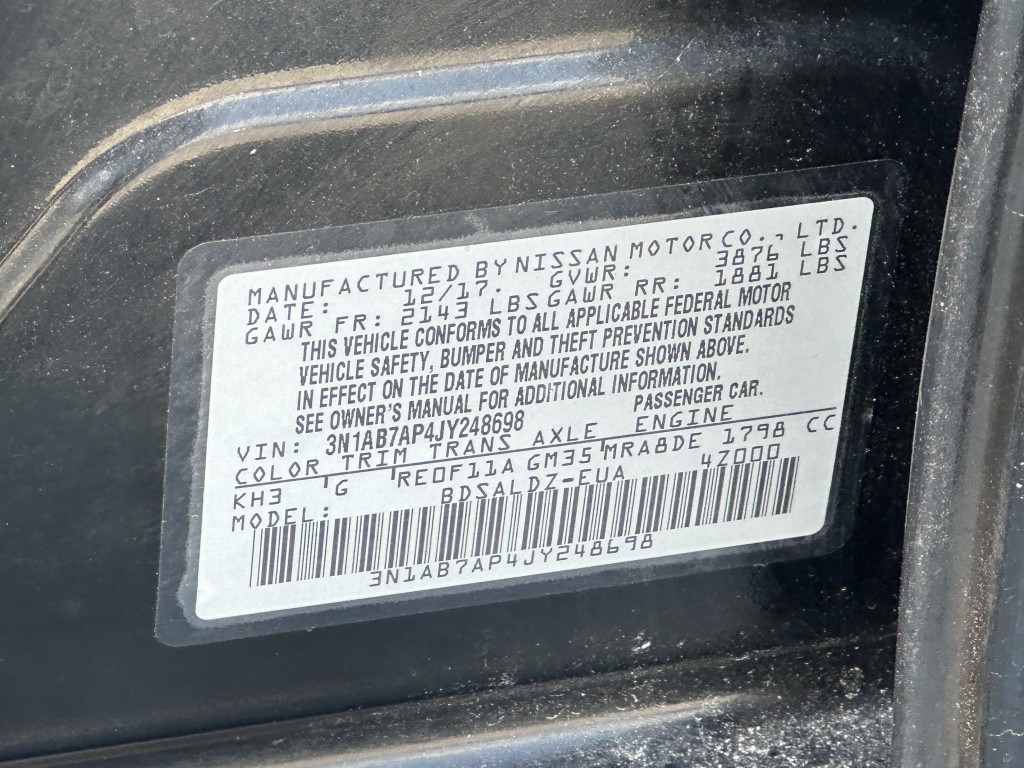 MANUFACTURED BY NISSAN MOTOR CO., LTD.
DATE: 12/17. GVWR: 3876 LBS
GAWR FR: 2143 LBS GAWR RR: 1881 LBS
THIS VEHICLE CONFORMS TO ALL APPLICABLE FEDERAL MOTOR
VEHICLE SAFETY, BUMPER AND THEFT PREVENTION STANDARDS
IN EFFECT ON THE DATE OF MANUFACTURE SHOWN ABOVE.
SEE OWNER'S MANUAL FOR ADDITIONAL INFORMATION.
VIN: 3N1AB7AP4JY248698 PASSENGER CAR.
COLOR TRIM TRANS AXLE ENGINE
KH3 G RE0F11A GM35 MRA8DE 1798 CC
MODEL: BDSALDZ-EUA 4Z000
3N1AB7AP4JY248698